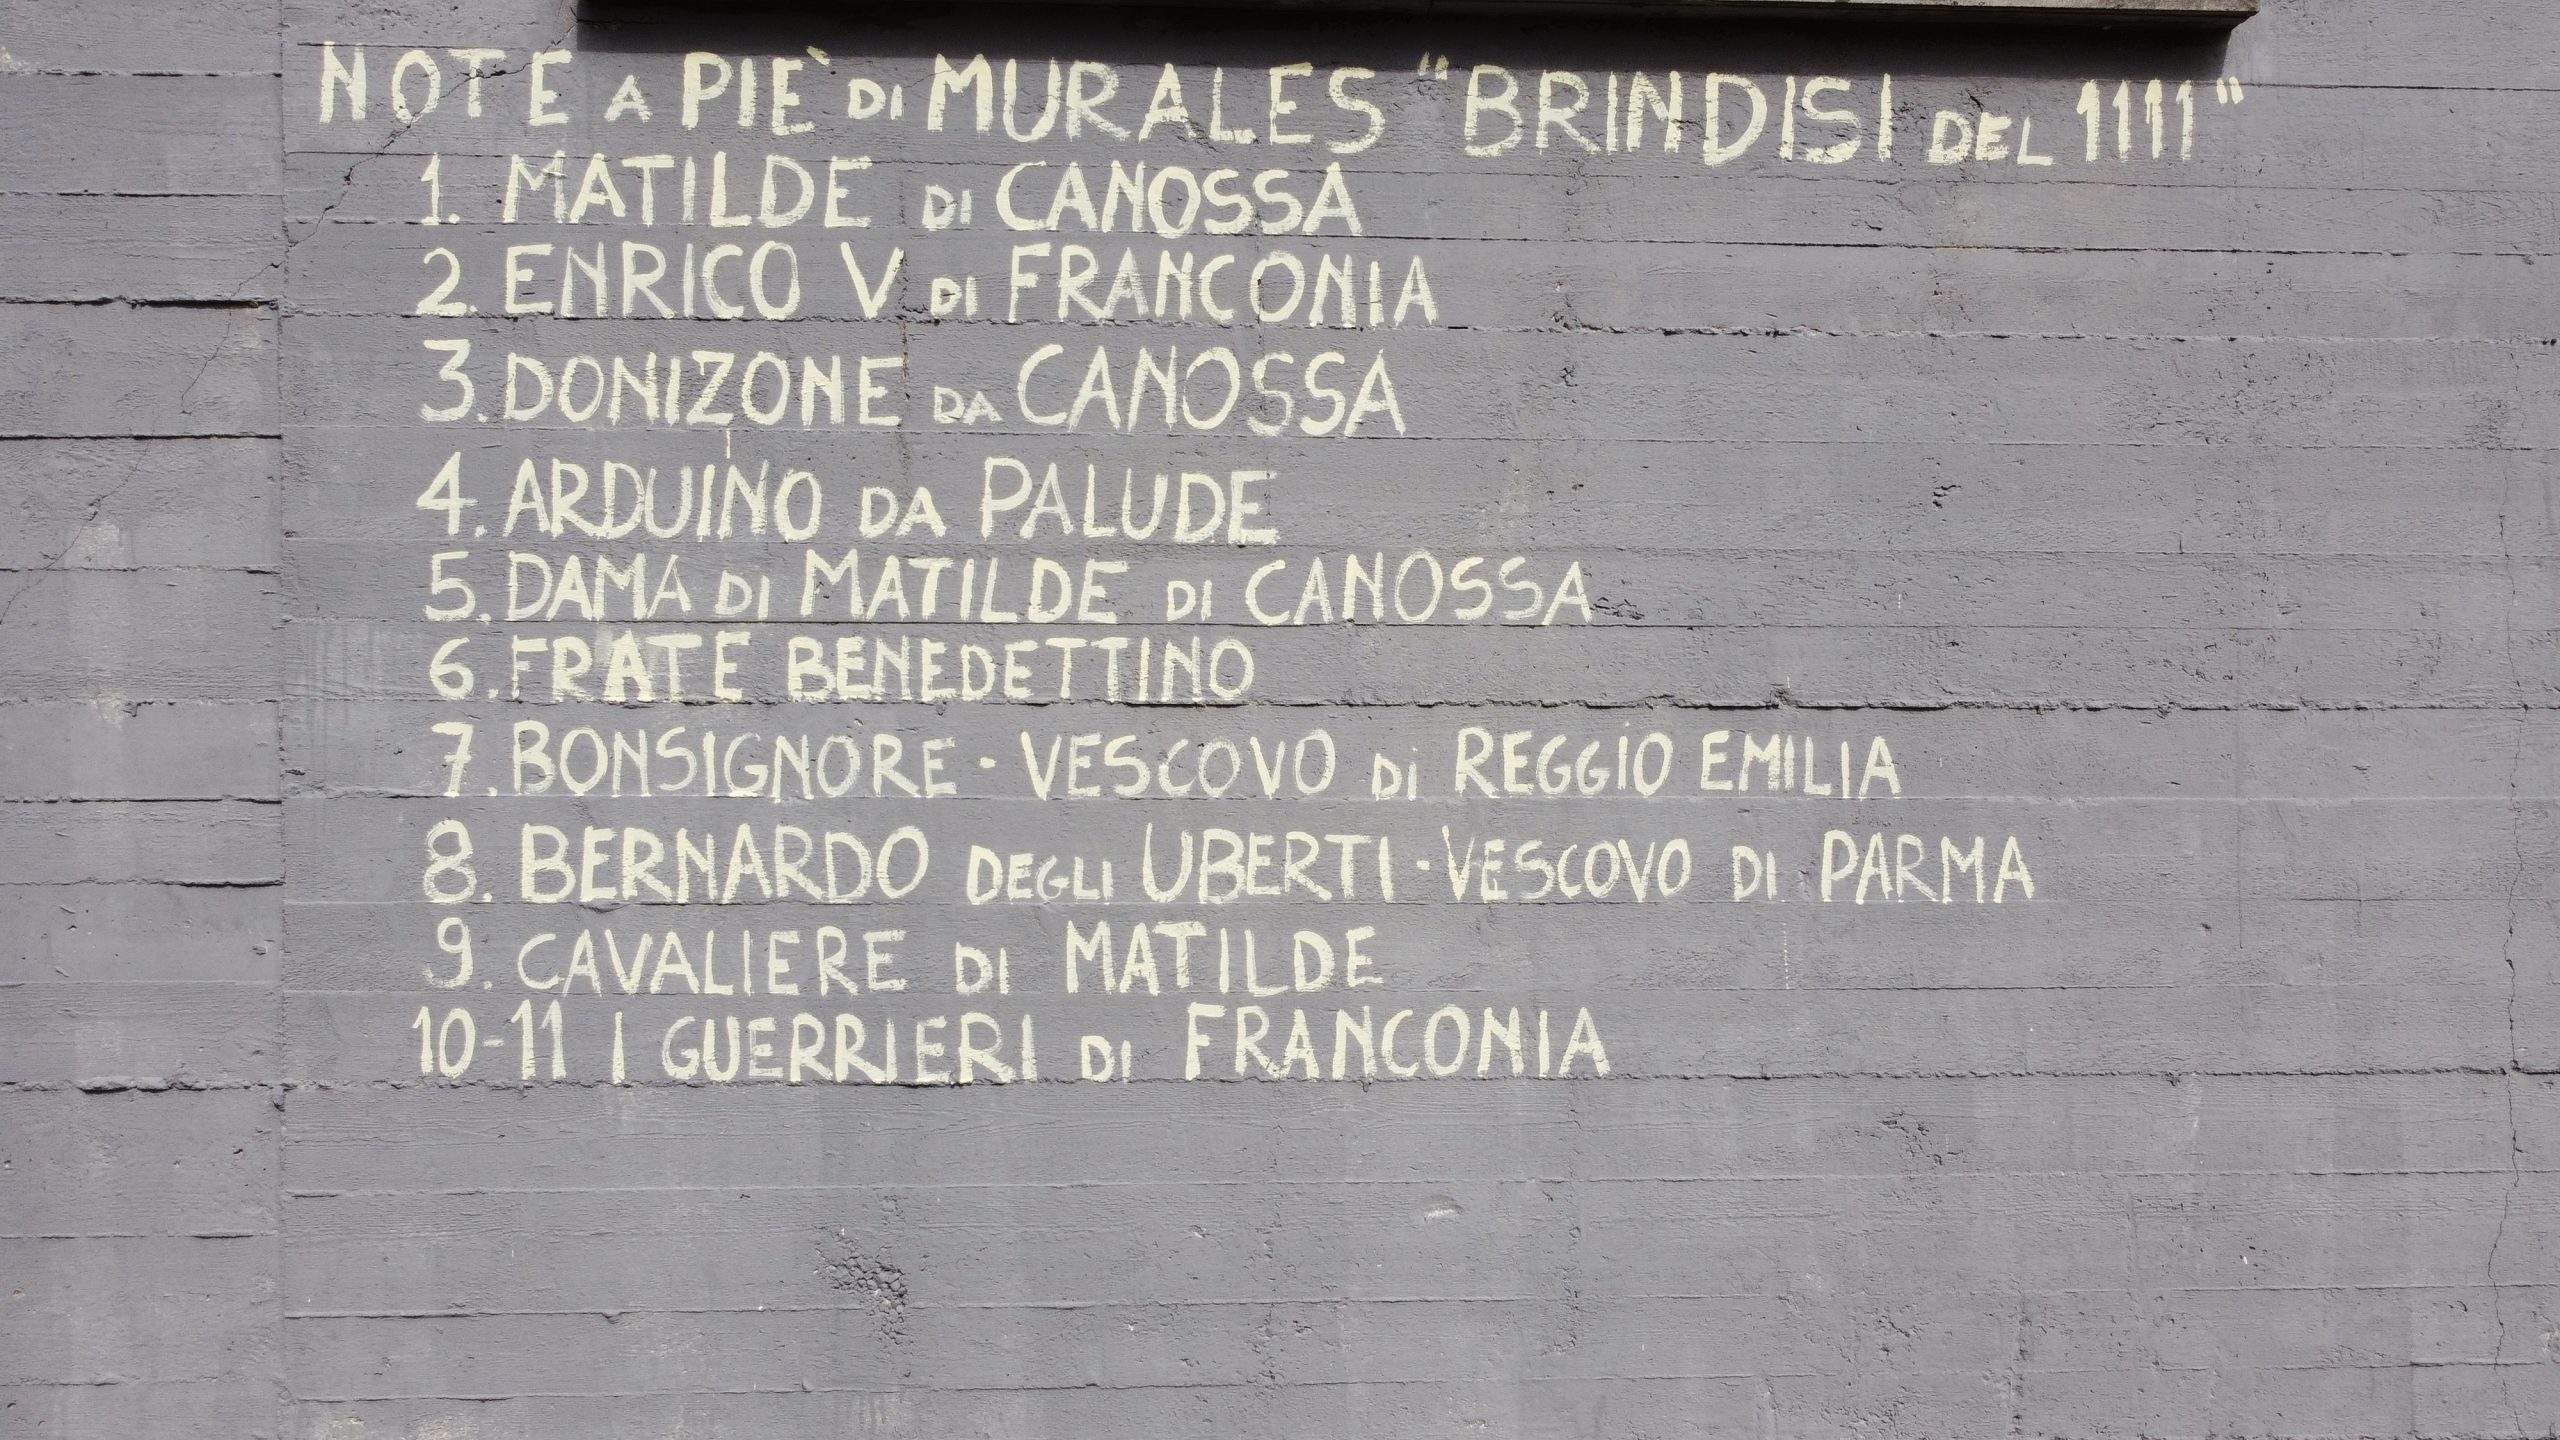 NOTE A PIÈ DI MURALES "BRINDISI DEL 1111"
1. MATILDE DI CANOSSA
2. ENRICO V DI FRANCONIA
3. DONIZONE DA CANOSSA
4. ARDUINO DA PALUDE
5. DAMA DI MATILDE DI CANOSSA
6. FRATE BENEDETTINO
7. BONSIGNORE - VESCOVO DI REGGIO EMILIA
8. BERNARDO DEGLI UBERTI - VESCOVO DI PARMA
9. CAVALIERE DI MATILDE
10-11 I GUERRIERI DI FRANCONIA